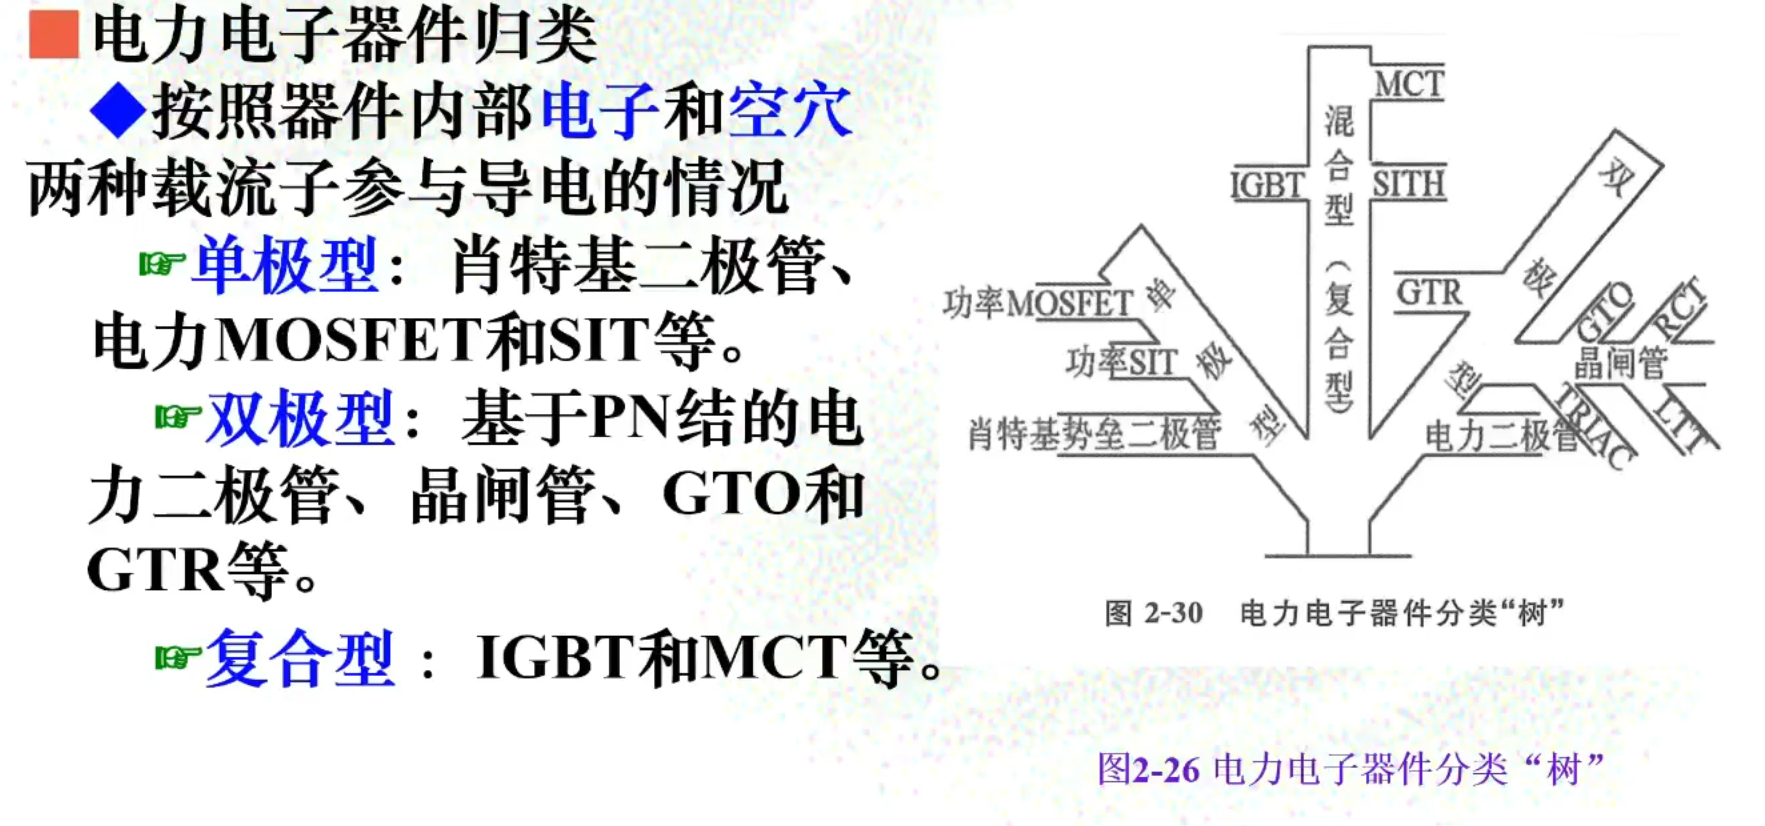 电力电子器件归类
按照器件内部电子和空穴
两种载流子参与导电的情况
单极型：肖特基二极管、
电力MOSFET和SIT等。
双极型：基于PN结的电
力二极管、晶闸管、GTO和
GTR等。
复合型：IGBT和MCT等。
MCT
混合型（复合型）
IGBT
SITH
双极型
GTR
GTO
RCT
晶闸管
TRIAC
LTT
电力二极管
单极型
功率MOSFET
功率SIT
肖特基势垒二极管
图 2-30 电力电子器件分类“树”
图2-26 电力电子器件分类“树”